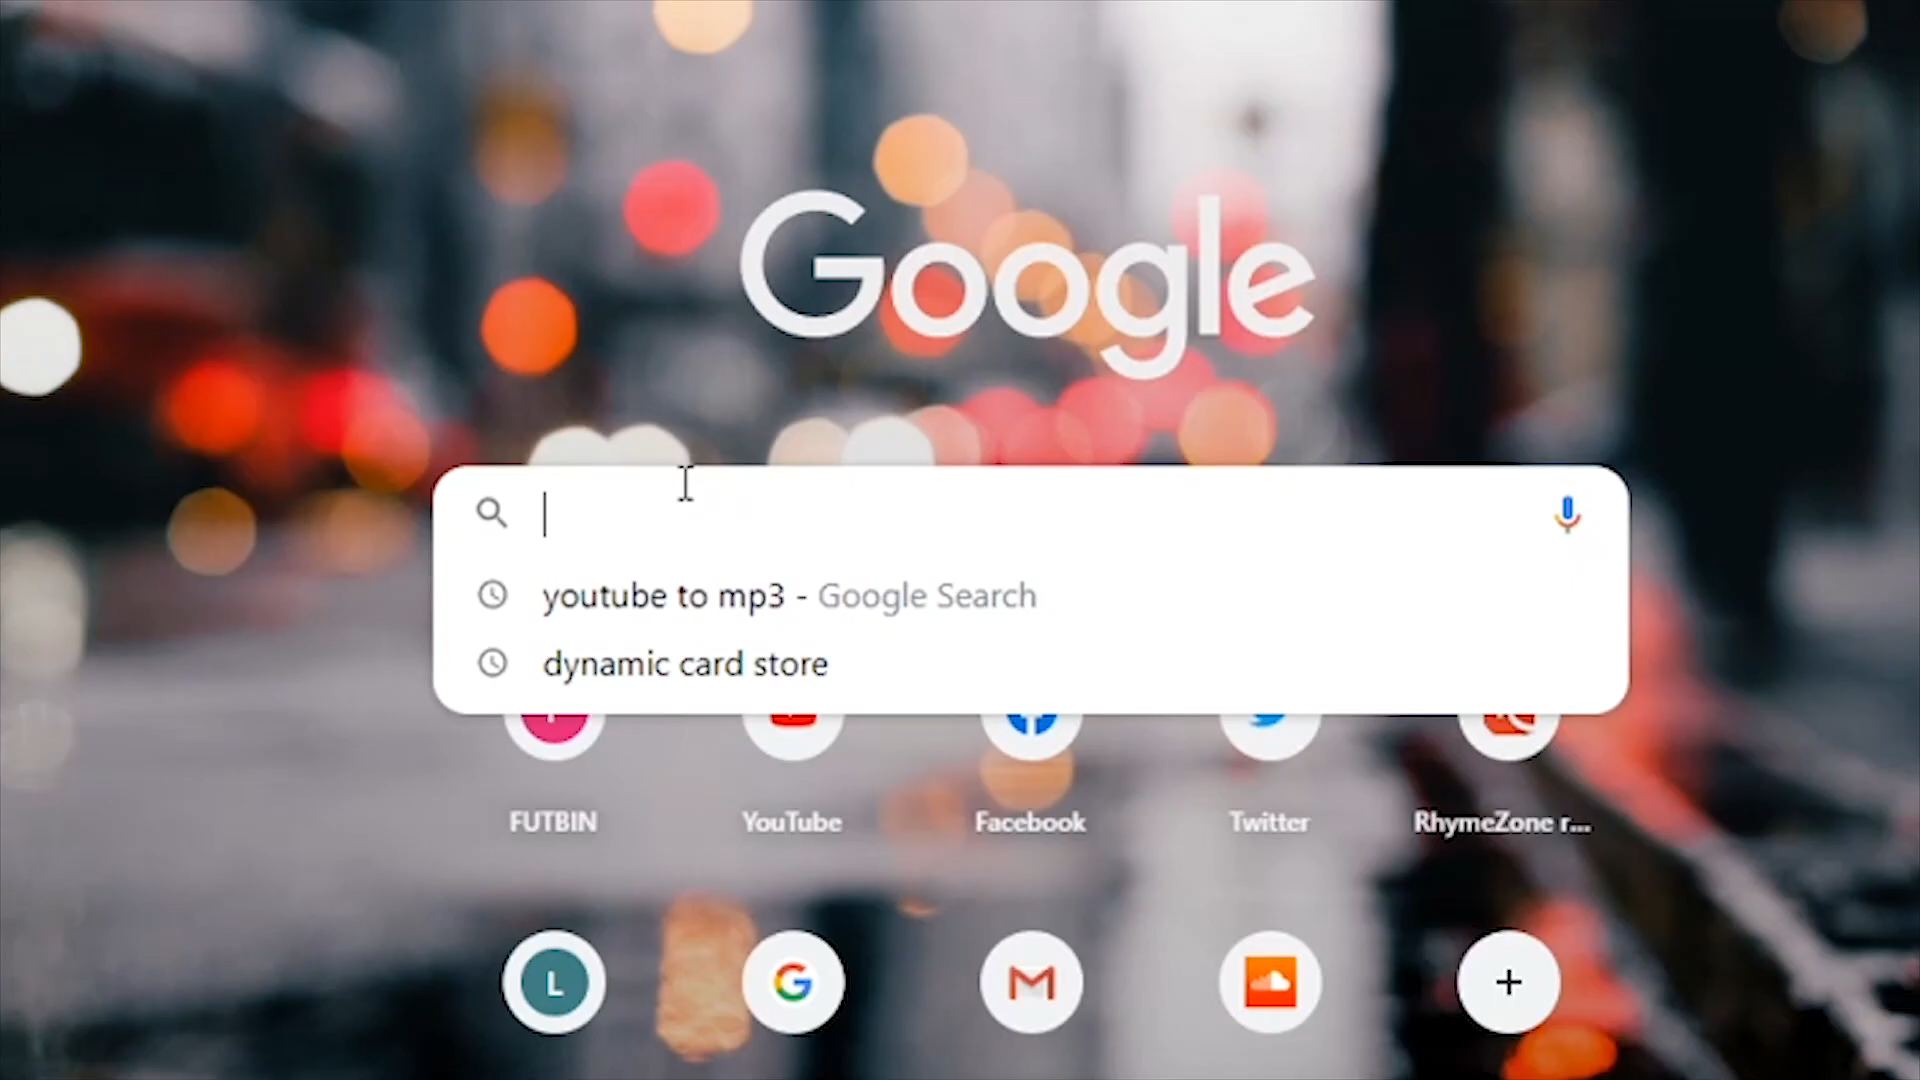 Google
youtube to mp3 - Google Search
dynamic card store
FUTBIN
YouTube
Facebook
Twitter
RhymeZone r...
L